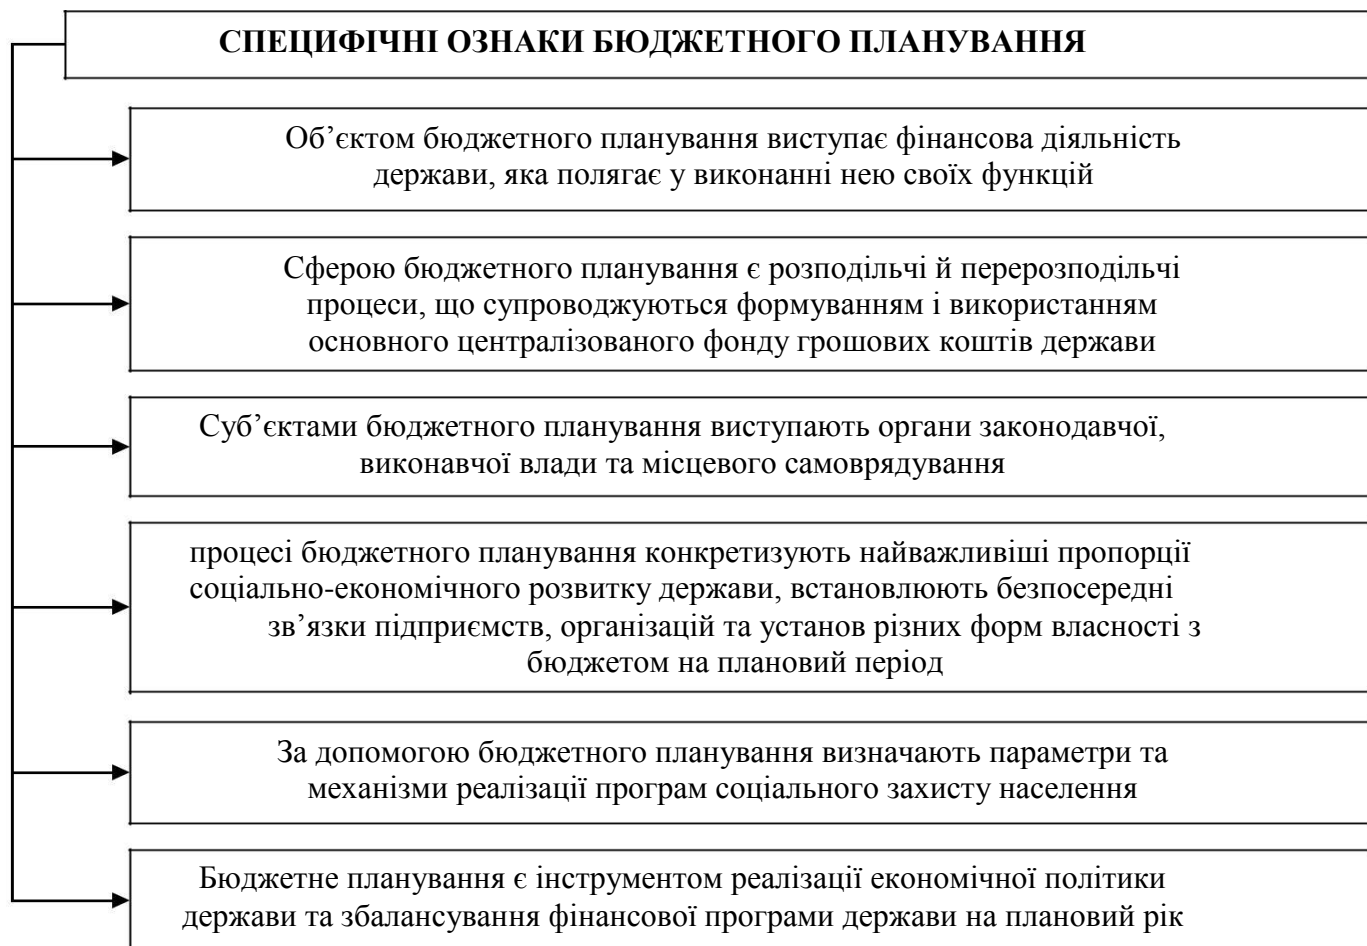 СПЕЦИФІЧНІ ОЗНАКИ БЮДЖЕТНОГО ПЛАНУВАННЯ
Об’єктом бюджетного планування виступає фінансова діяльність
держави, яка полягає у виконанні нею своїх функцій
Сферою бюджетного планування є розподільчі й перерозподільчі
процеси, що супроводжуються формуванням і використанням
основного централізованого фонду грошових коштів держави
Суб’єктами бюджетного планування виступають органи законодавчої,
виконавчої влади та місцевого самоврядування
процесі бюджетного планування конкретизують найважливіші пропорції
соціально-економічного розвитку держави, встановлюють безпосередні
зв’язки підприємств, організацій та установ різних форм власності з
бюджетом на плановий період
За допомогою бюджетного планування визначають параметри та
механізми реалізації програм соціального захисту населення
Бюджетне планування є інструментом реалізації економічної політики
держави та збалансування фінансової програми держави на плановий рік